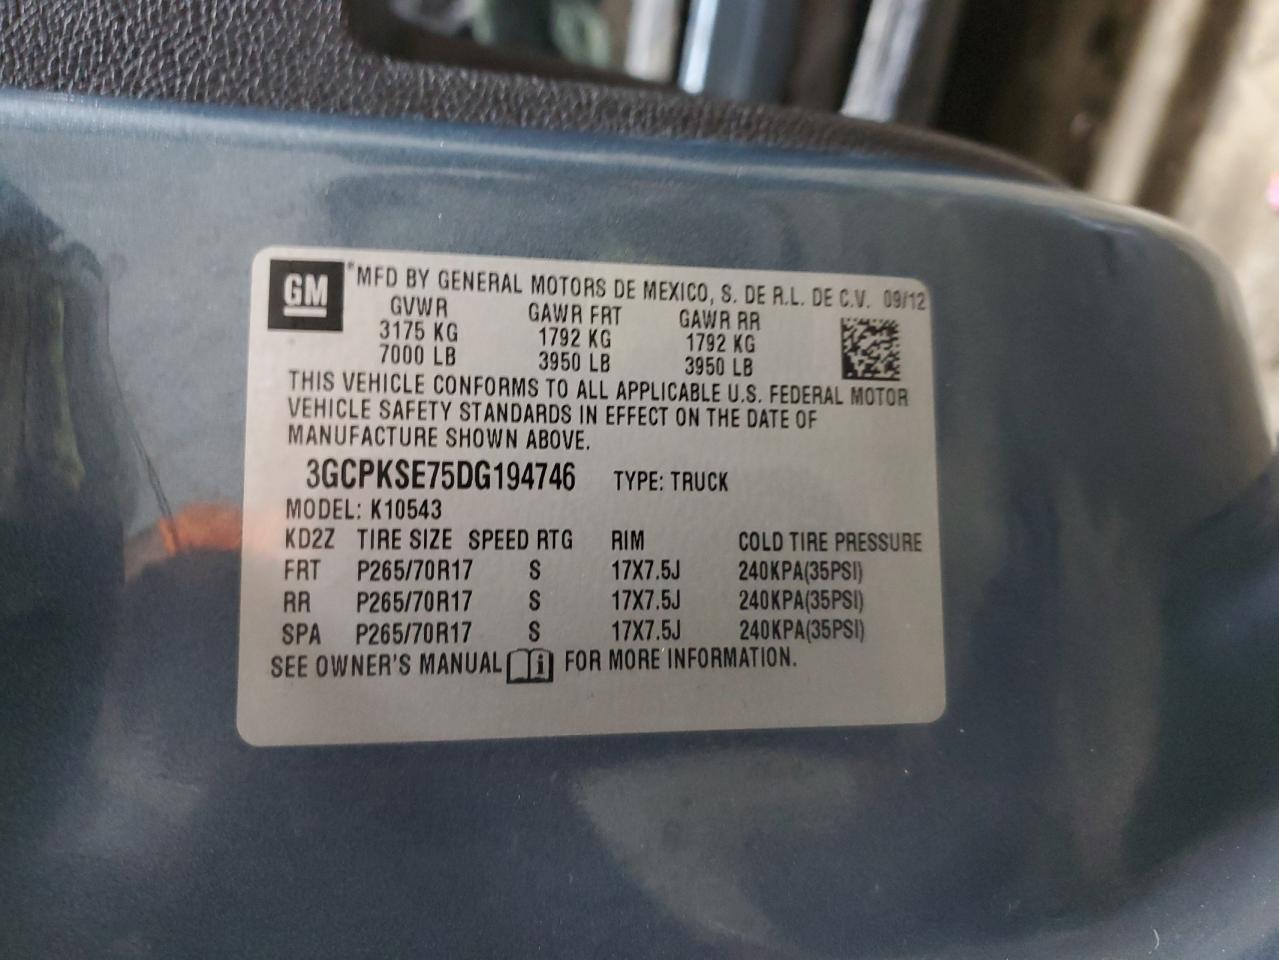 GM
*MFD BY GENERAL MOTORS DE MEXICO, S. DE R.L. DE C.V. 09/12
GVWR GAWR FRT GAWR RR
3175 KG 1792 KG 1792 KG
7000 LB 3950 LB 3950 LB
THIS VEHICLE CONFORMS TO ALL APPLICABLE U.S. FEDERAL MOTOR
VEHICLE SAFETY STANDARDS IN EFFECT ON THE DATE OF
MANUFACTURE SHOWN ABOVE.
3GCPKSE75DG194746 TYPE: TRUCK
MODEL: K10543
KD2Z TIRE SIZE SPEED RTG RIM COLD TIRE PRESSURE
FRT P265/70R17 S 17X7.5J 240KPA(35PSI)
RR P265/70R17 S 17X7.5J 240KPA(35PSI)
SPA P265/70R17 S 17X7.5J 240KPA(35PSI)
SEE OWNER'S MANUAL i FOR MORE INFORMATION.